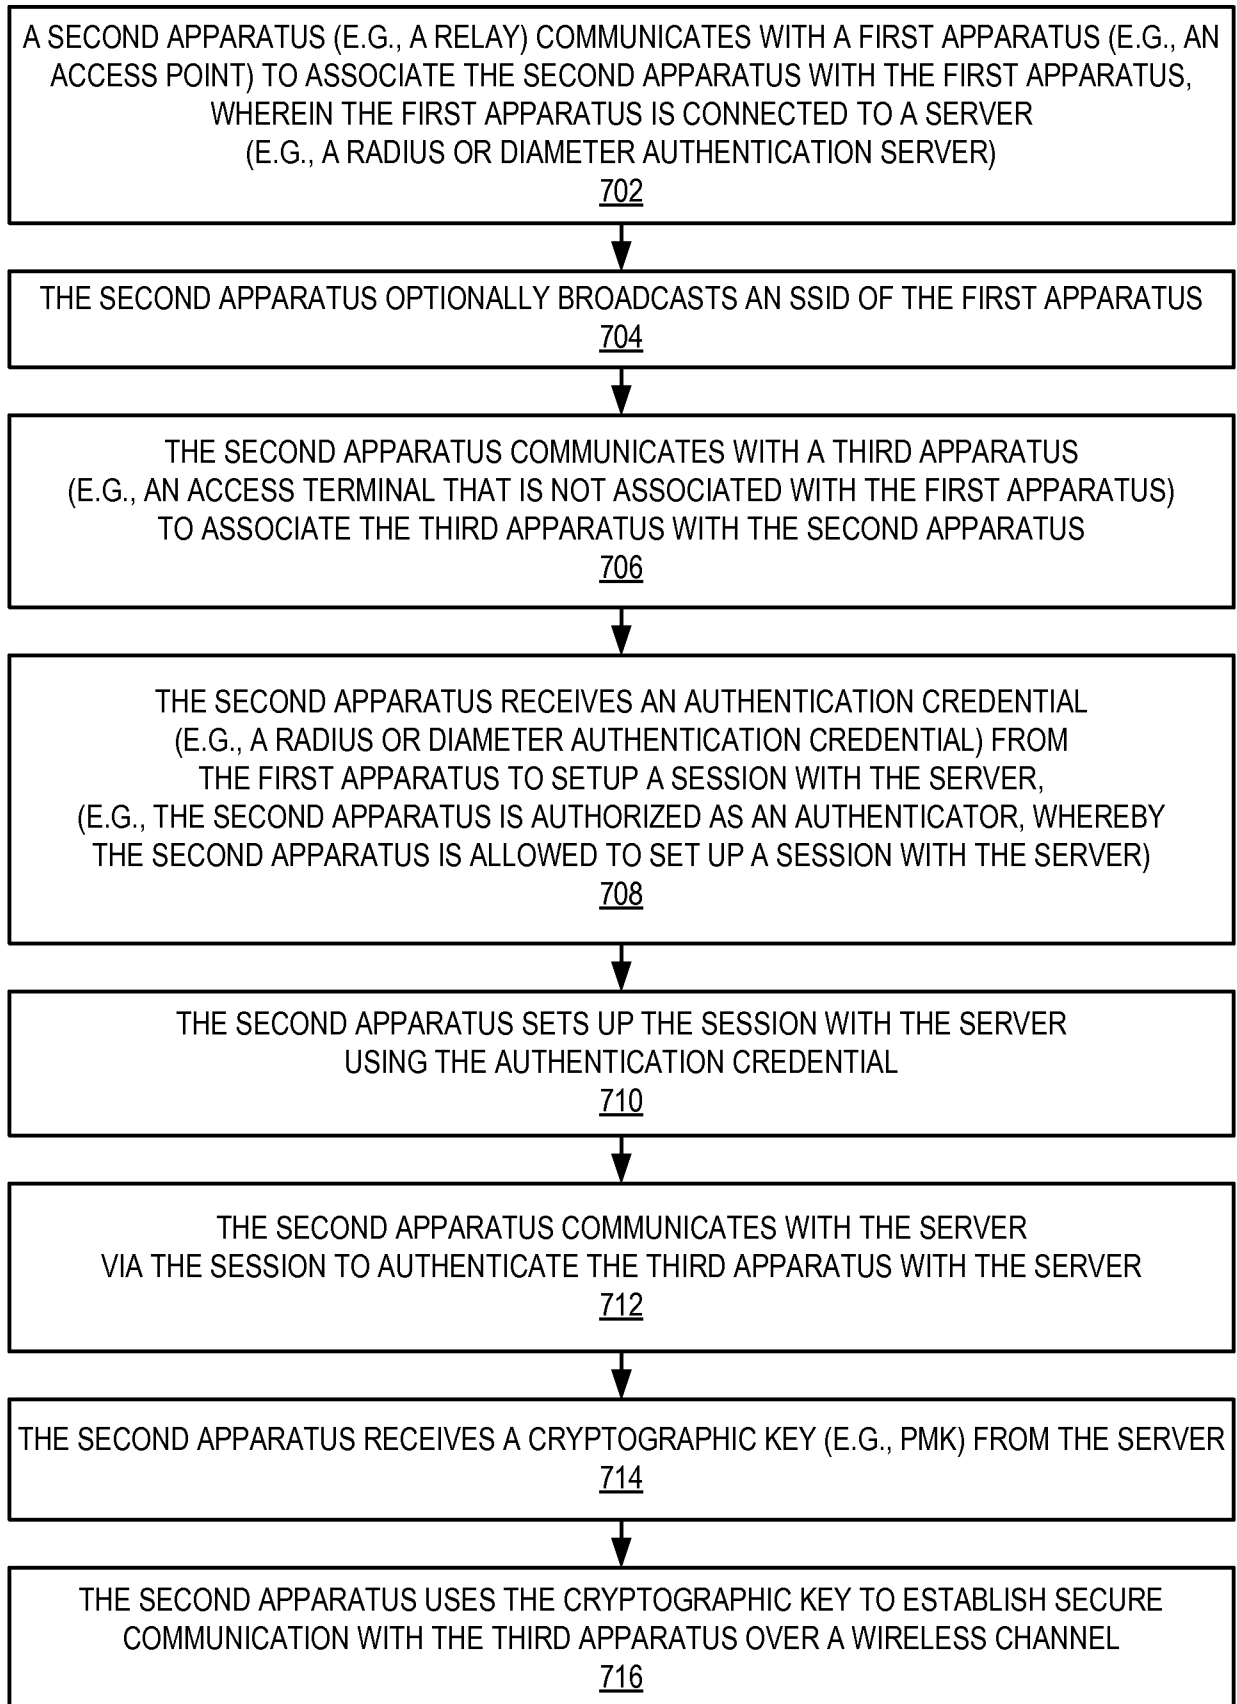 A SECOND APPARATUS (E.G., A RELAY) COMMUNICATES WITH A FIRST APPARATUS (E.G., AN
ACCESS POINT) TO ASSOCIATE THE SECOND APPARATUS WITH THE FIRST APPARATUS,
WHEREIN THE FIRST APPARATUS IS CONNECTED TO A SERVER
(E.G., A RADIUS OR DIAMETER AUTHENTICATION SERVER)
702
THE SECOND APPARATUS OPTIONALLY BROADCASTS AN SSID OF THE FIRST APPARATUS
704
THE SECOND APPARATUS COMMUNICATES WITH A THIRD APPARATUS
(E.G., AN ACCESS TERMINAL THAT IS NOT ASSOCIATED WITH THE FIRST APPARATUS)
TO ASSOCIATE THE THIRD APPARATUS WITH THE SECOND APPARATUS
706
THE SECOND APPARATUS RECEIVES AN AUTHENTICATION CREDENTIAL
(E.G., A RADIUS OR DIAMETER AUTHENTICATION CREDENTIAL) FROM
THE FIRST APPARATUS TO SETUP A SESSION WITH THE SERVER,
(E.G., THE SECOND APPARATUS IS AUTHORIZED AS AN AUTHENTICATOR, WHEREBY
THE SECOND APPARATUS IS ALLOWED TO SET UP A SESSION WITH THE SERVER)
708
THE SECOND APPARATUS SETS UP THE SESSION WITH THE SERVER
USING THE AUTHENTICATION CREDENTIAL
710
THE SECOND APPARATUS COMMUNICATES WITH THE SERVER
VIA THE SESSION TO AUTHENTICATE THE THIRD APPARATUS WITH THE SERVER
712
THE SECOND APPARATUS RECEIVES A CRYPTOGRAPHIC KEY (E.G., PMK) FROM THE SERVER
714
THE SECOND APPARATUS USES THE CRYPTOGRAPHIC KEY TO ESTABLISH SECURE
COMMUNICATION WITH THE THIRD APPARATUS OVER A WIRELESS CHANNEL
716